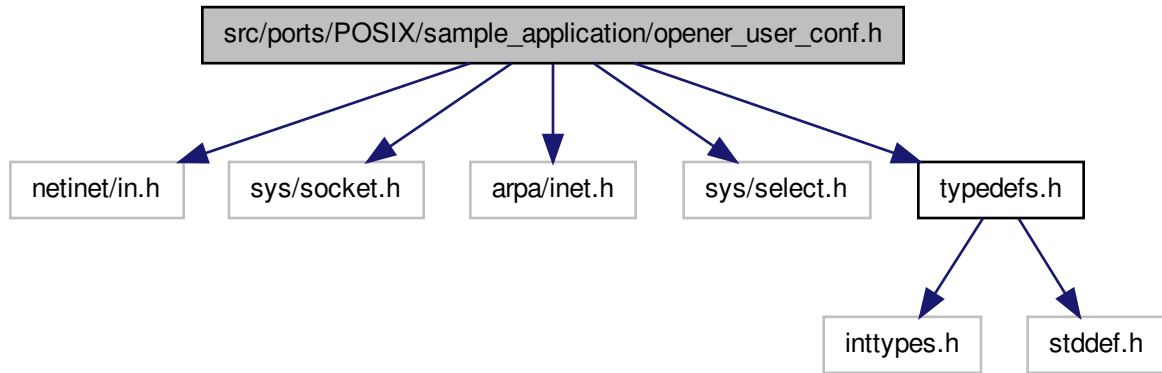 src/ports/POSIX/sample_application/opener_user_conf.h
netinet/in.h
sys/socket.h
arpa/inet.h
sys/select.h
typedefs.h
inttypes.h
stddef.h